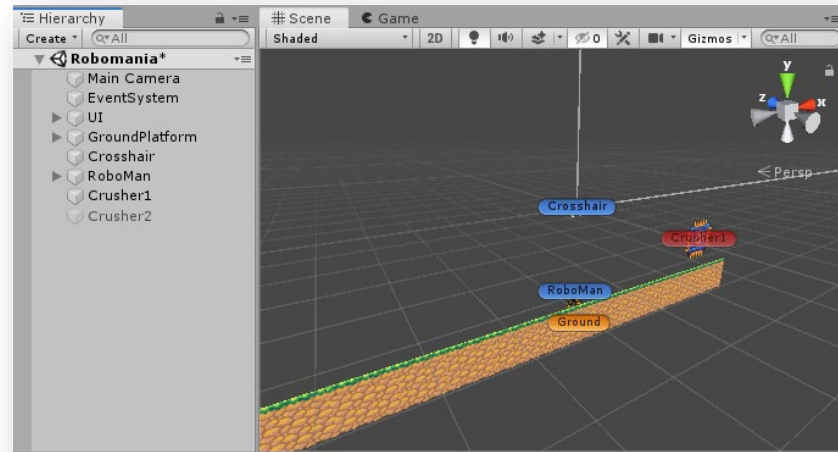 Hierarchy
Create
All
Robomania*
Main Camera
EventSystem
UI
GroundPlatform
Crosshair
RoboMan
Crusher1
Crusher2
Scene
Game
Shaded
2D
0
Gizmos
All
y
z
x
Persp
Crosshair
Crusher1
RoboMan
Ground